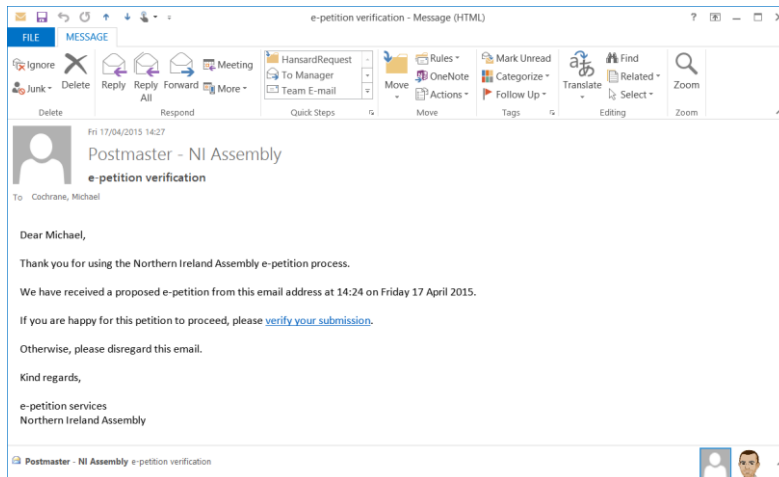 e-petition verification - Message (HTML)
FILE MESSAGE
Ignore
Junk
Delete
Reply
Reply All
Forward
Meeting
More
HansardRequest
To Manager
Team E-mail
Move
Rules
OneNote
Actions
Mark Unread
Categorize
Follow Up
Translate
Find
Related
Select
Zoom
Delete Respond Quick Steps Move Tags Editing Zoom
Fri 17/04/2015 14:27
Postmaster - NI Assembly
e-petition verification
To Cochrane, Michael
Dear Michael,
Thank you for using the Northern Ireland Assembly e-petition process.
We have received a proposed e-petition from this email address at 14:24 on Friday 17 April 2015.
If you are happy for this petition to proceed, please verify your submission.
Otherwise, please disregard this email.
Kind regards,
e-petition services
Northern Ireland Assembly
Postmaster - NI Assembly e-petition verification